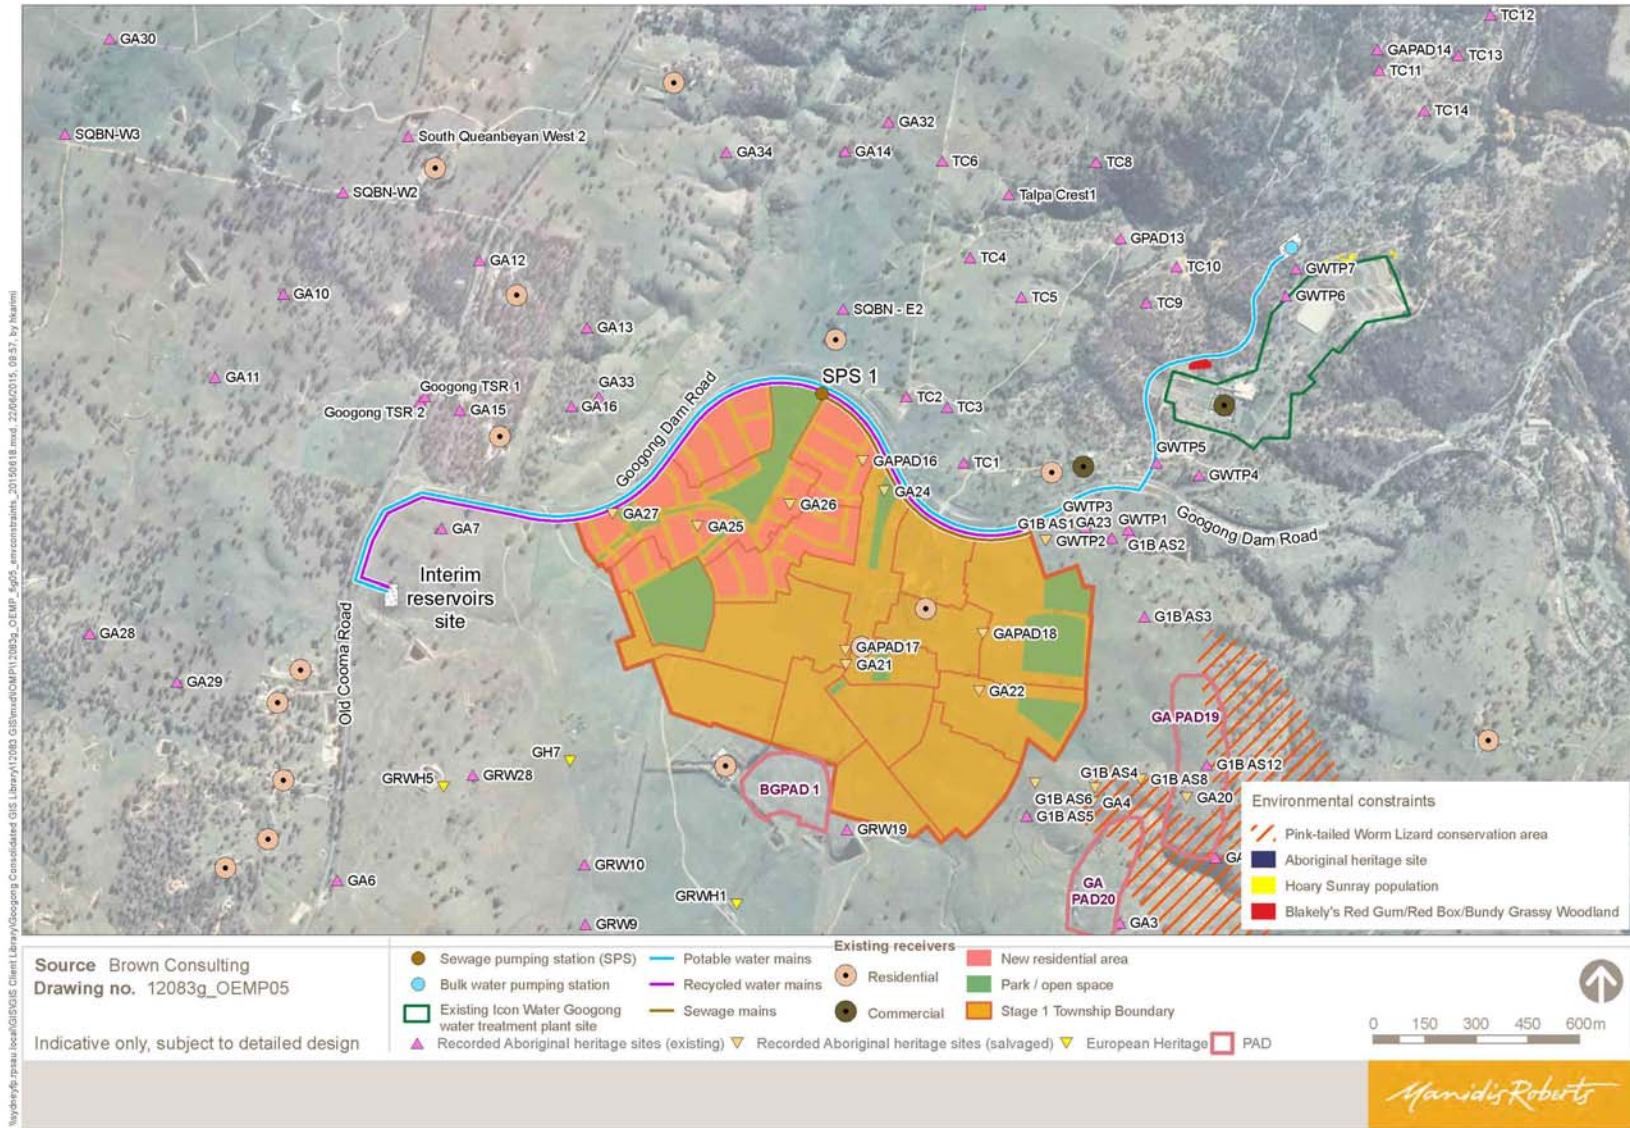 GA30
TC12
GAPAD14
TC13
TC11
TC14
SQBN-W3
South Queanbeyan West 2
GA32
GA34
GA14
TC6
TC8
SQBN-W2
Talpa Crest1
GPAD13
GA12
TC4
TC10
GWTP7
GA10
TC5
TC9
GWTP6
SQBN - E2
GA13
GA11
SPS 1
Googong TSR 1
GA33
Googong TSR 2
GA15
GA16
TC2
TC3
Googong Dam Road
GAPAD16
TC1
GWTP5
GWTP4
GA24
GA27
GA26
GA25
GWTP3
G1B AS1
GA23
GWTP1
Googong Dam Road
GWTP2
G1B AS2
GA7
Interim
reservoirs
site
Old Cooma Road
GA28
G1B AS3
GAPAD17
GAPAD18
GA21
GA29
GA22
GA PAD19
GH7
GRWH5
GRW28
BGPAD 1
G1B AS4
G1B AS8
G1B AS12
G1B AS6
GA4
GA20
G1B AS5
GRW19
GA6
GRW10
GRWH1
GA
PAD20
GRW9
GA3
Environmental constraints
Pink-tailed Worm Lizard conservation area
Aboriginal heritage site
Hoary Sunray population
Blakely's Red Gum/Red Box/Bundy Grassy Woodland
Source Brown Consulting
Drawing no. 12083g_OEMP05
Indicative only, subject to detailed design
Sewage pumping station (SPS)
Bulk water pumping station
Existing Icon Water Googong
water treatment plant site
Potable water mains
Recycled water mains
Sewage mains
Existing receivers
Residential
Commercial
New residential area
Park / open space
Stage 1 Township Boundary
Recorded Aboriginal heritage sites (existing)
Recorded Aboriginal heritage sites (salvaged)
European Heritage
PAD
0 150 300 450 600m
Manidis Roberts